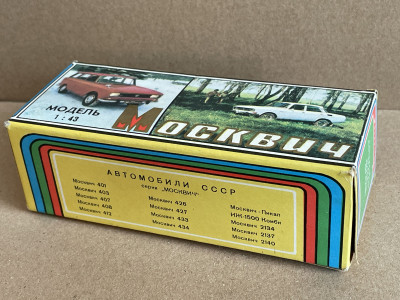 МОДЕЛЬ
1:43
МОСКВИЧ
АВТОМОБИЛИ СССР
серия „МОСКВИЧ"
Москвич 401
Москвич 403
Москвич 407
Москвич 408
Москвич 412
Москвич 426
Москвич 427
Москвич 433
Москвич 434
Москвич-Пикап
ИЖ-1500 Комби
Москвич 2134
Москвич 2137
Москвич 2140